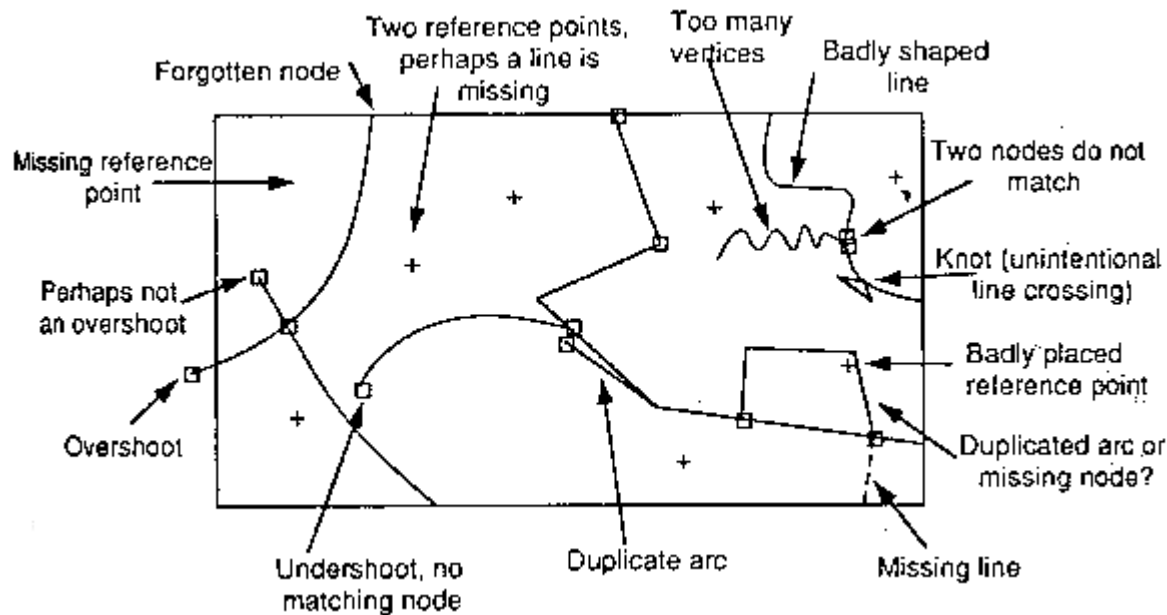 Two reference points,
perhaps a line is
missing
Too many
vertices
Badly shaped
line
Forgotten node
Missing reference
point
Two nodes do not
match
Perhaps not
an overshoot
Knot (unintentional
line crossing)
Badly placed
reference point
Overshoot
Duplicated arc or
missing node?
Undershoot, no
matching node
Duplicate arc
Missing line